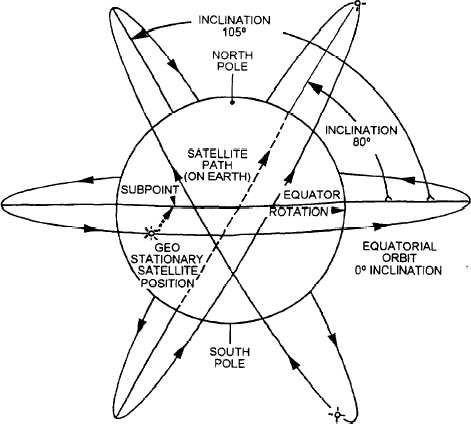 INCLINATION
105º
NORTH
POLE
INCLINATION
80º
SATELLITE
PATH
(ON EARTH)
SUBPOINT
EQUATOR
ROTATION
GEO
STATIONARY
SATELLITE
POSITION
EQUATORIAL
ORBIT
0º INCLINATION
SOUTH
POLE